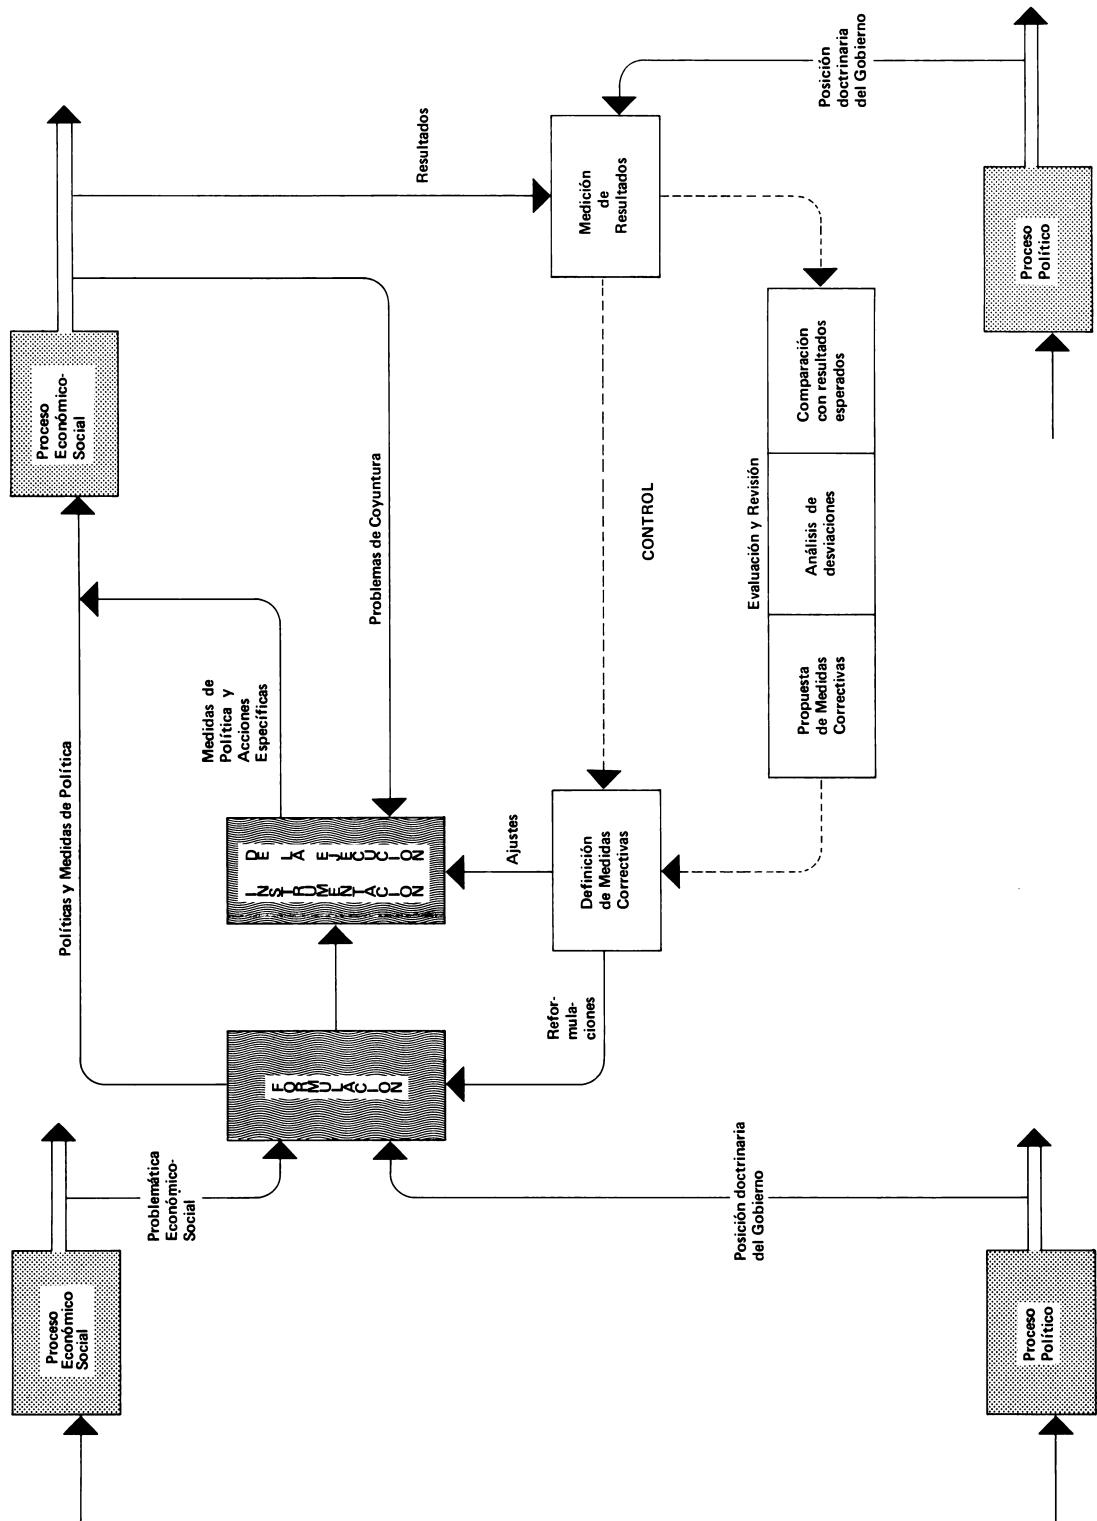 Proceso
Económico
Social
Problemática
Económico-
Social
Políticas y Medidas de Política
Proceso
Económico-
Social
Medidas de
Política y
Acciones
Específicas
FORMULACION
INSTRUMENTACION
DE LA EJECUCION
Problemas de Coyuntura
Resultados
Ajustes
Refor-
mula-
ciones
Definición
de Medidas
Correctivas
CONTROL
Medición
de
Resultados
Evaluación y Revisión
Propuesta
de Medidas
Correctivas
Análisis de
desviaciones
Comparación
con resultados
esperados
Posición doctrinaria
del Gobierno
Posición
doctrinaria
del Gobierno
Proceso
Político
Proceso
Político